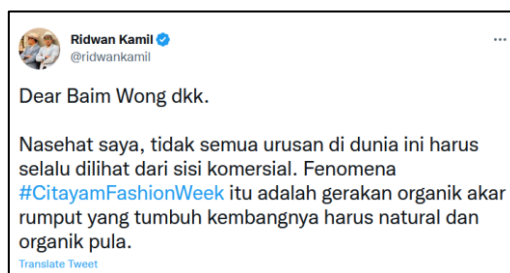 Ridwan Kamil
@ridwankamil
Dear Baim Wong dkk.
Nasehat saya, tidak semua urusan di dunia ini harus
selalu dilihat dari sisi komersial. Fenomena
#CitayamFashionWeek itu adalah gerakan organik akar
rumput yang tumbuh kembangnya harus natural dan
organik pula.
Translate Tweet